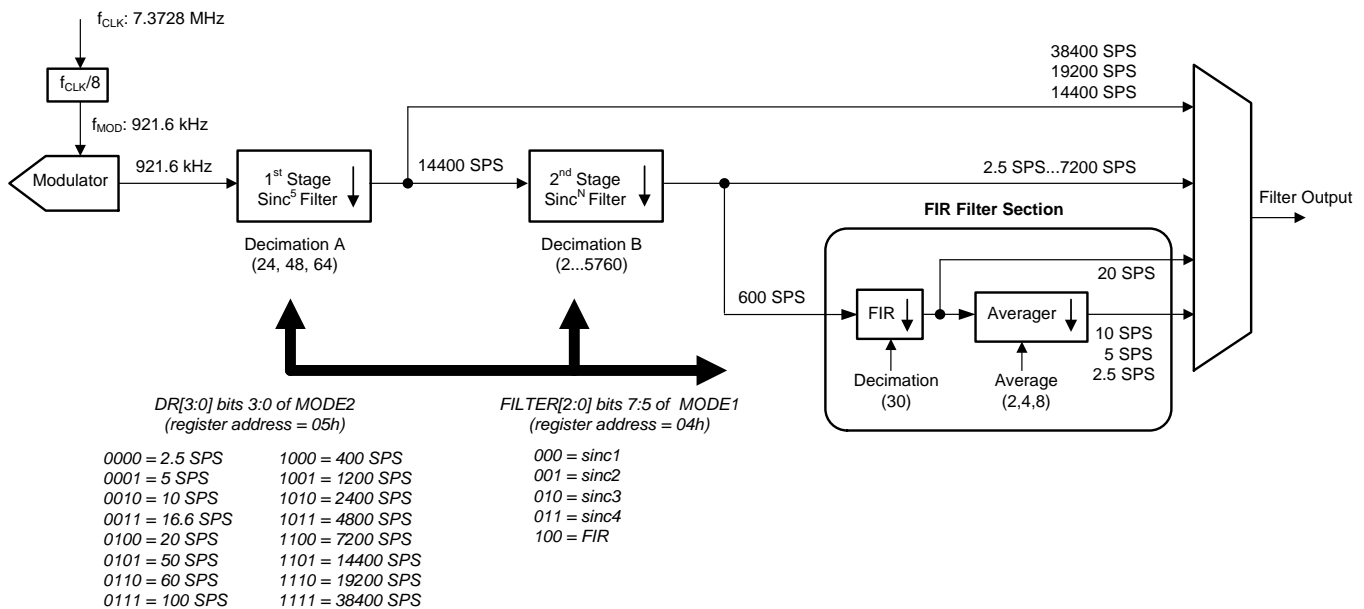 fCLK: 7.3728 MHz
fCLK/8
fMOD: 921.6 kHz
Modulator
921.6 kHz
1st Stage
Sinc5 Filter
Decimation A
(24, 48, 64)
14400 SPS
2nd Stage
SincN Filter
Decimation B
(2...5760)
38400 SPS
19200 SPS
14400 SPS
2.5 SPS...7200 SPS
FIR Filter Section
600 SPS
FIR
Decimation
(30)
20 SPS
Averager
Average
(2,4,8)
10 SPS
5 SPS
2.5 SPS
Filter Output
DR[3:0] bits 3:0 of MODE2
(register address = 05h)
0000 = 2.5 SPS
0001 = 5 SPS
0010 = 10 SPS
0011 = 16.6 SPS
0100 = 20 SPS
0101 = 50 SPS
0110 = 60 SPS
0111 = 100 SPS
1000 = 400 SPS
1001 = 1200 SPS
1010 = 2400 SPS
1011 = 4800 SPS
1100 = 7200 SPS
1101 = 14400 SPS
1110 = 19200 SPS
1111 = 38400 SPS
FILTER[2:0] bits 7:5 of MODE1
(register address = 04h)
000 = sinc1
001 = sinc2
010 = sinc3
011 = sinc4
100 = FIR